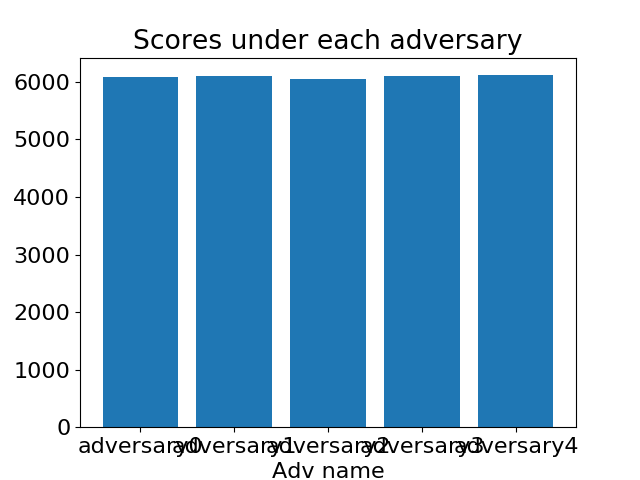 Scores under each adversary
6000
5000
4000
3000
2000
1000
0
adversary0 adversary1 adversary2 adversary3 adversary4
Adv name